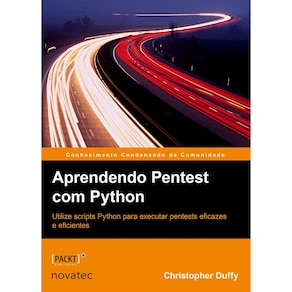 Conhecimento Condensado da Comunidade
Aprendendo Pentest
com Python
Utilize scripts Python para executar pentests eficazes
e eficientes
[PACKT]
novatec
Christopher Duffy